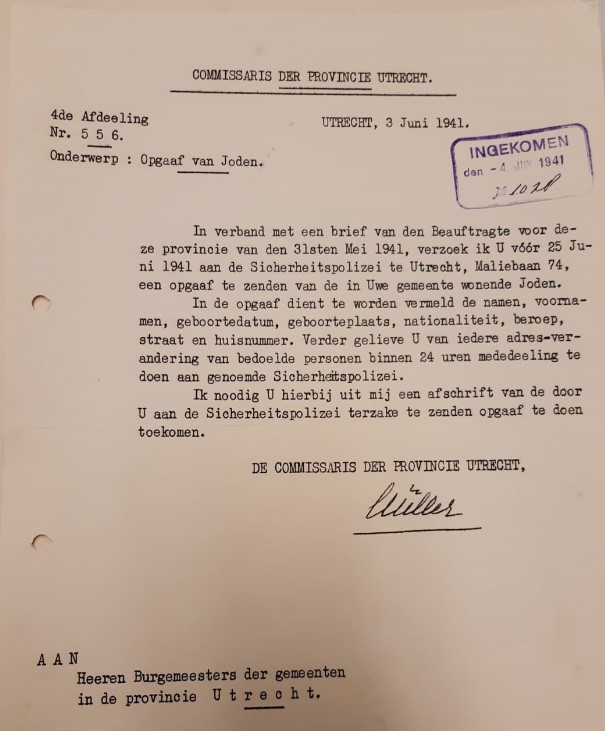 COMMISSARIS DER PROVINCIE UTRECHT.
4de Afdeeling
Nr. 5 5 6.
UTRECHT, 3 Juni 1941.
Onderwerp : Opgaaf van Joden.
INGEKOMEN
den -4 JUNI 1941
In verband met een brief van den Beauftragte voor de-
ze provincie van den 31sten Mei 1941, verzoek ik U vóór 25 Ju-
ni 1941 aan de Sicherheitspolizei te Utrecht, Maliebaan 74,
een opgaaf te zenden van de in Uwe gemeente wonende Joden.
In de opgaaf dient te worden vermeld de namen, voorna-
men, geboortedatum, geboorteplaats, nationaliteit, beroep,
straat en huisnummer. Verder gelieve U van iedere adres-ver-
andering van bedoelde personen binnen 24 uren mededeeling te
doen aan genoemde Sicherheitspolizei.
Ik noodig U hierbij uit mij een afschrift van de door
U aan de Sicherheitspolizei terzake te zenden opgaaf te doen
toekomen.
DE COMMISSARIS DER PROVINCIE UTRECHT,
Müller
A A N
Heeren Burgemeesters der gemeenten
in de provincie U t r e c h t.